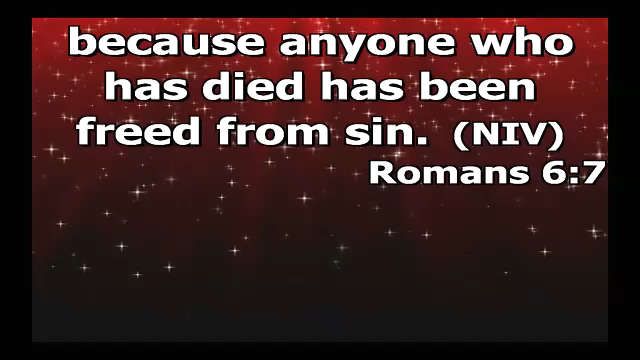 because anyone who
has died has been
freed from sin. (NIV)
Romans 6:7